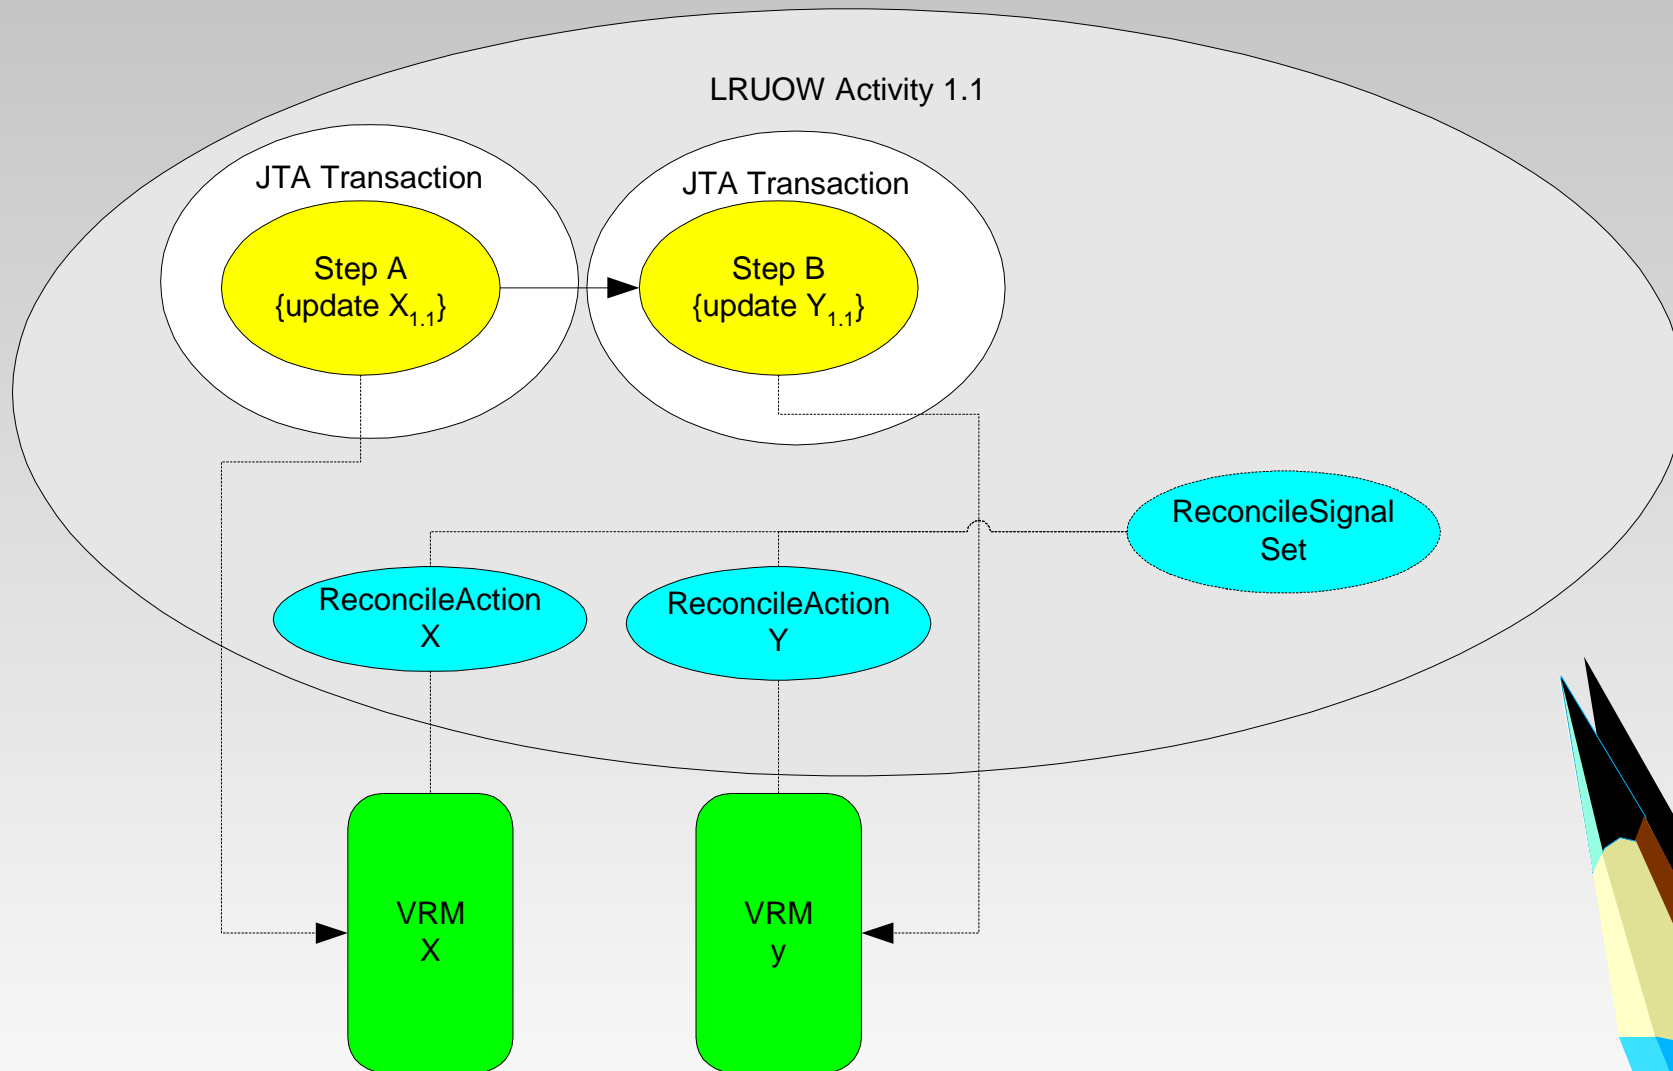 LRUOW Activity 1.1
JTA Transaction
JTA Transaction
Step A
{update X1.1}
Step B
{update Y1.1}
ReconcileSignal
Set
ReconcileAction
X
ReconcileAction
Y
VRM
X
VRM
y